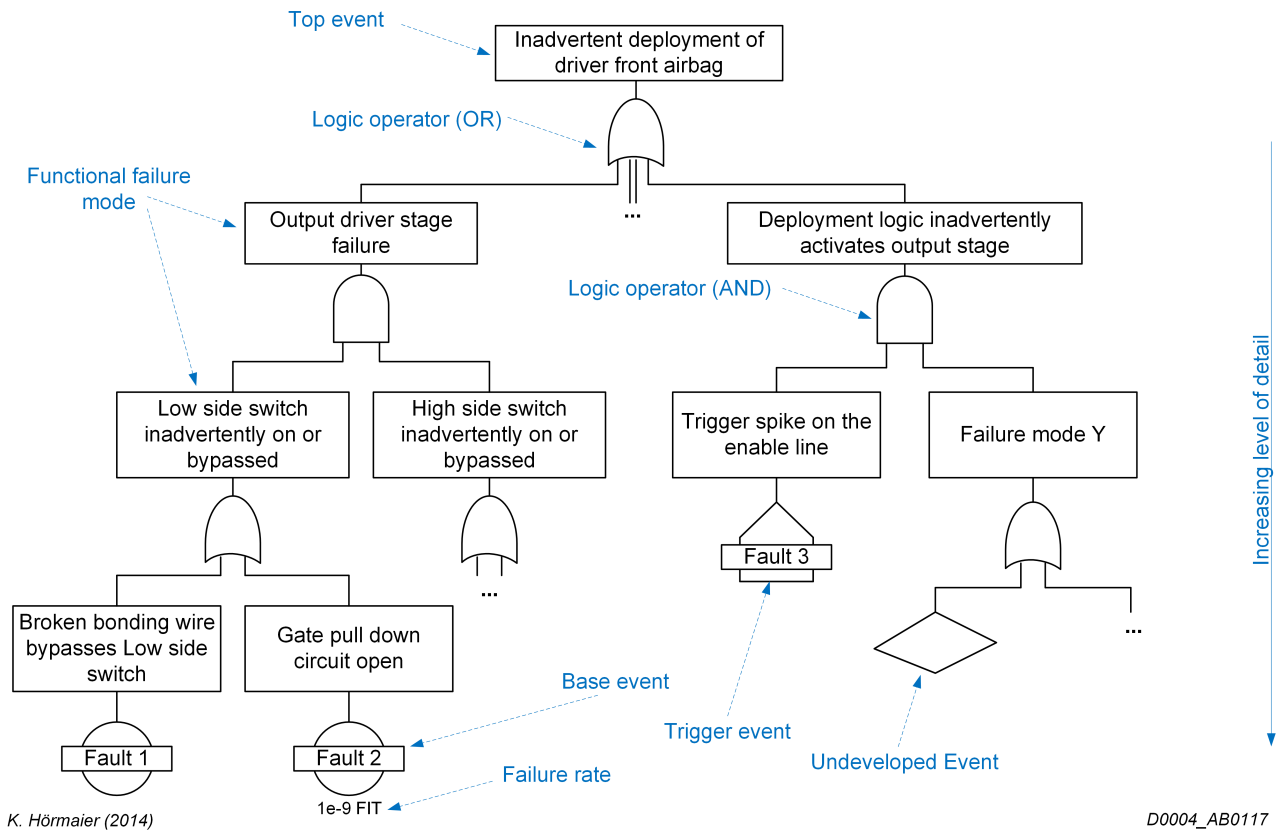 Top event
Inadvertent deployment of
driver front airbag
Logic operator (OR)
Functional failure
mode
...
Output driver stage
failure
Deployment logic inadvertently
activates output stage
Logic operator (AND)
Low side switch
inadvertently on or
bypassed
High side switch
inadvertently on or
bypassed
Trigger spike on the
enable line
Failure mode Y
Increasing level of detail
Fault 3
...
Broken bonding wire
bypasses Low side
switch
Gate pull down
circuit open
...
Base event
Trigger event
Undeveloped Event
Fault 1
Fault 2
Failure rate
1e-9 FIT
K. Hörmaier (2014)
D0004_AB0117